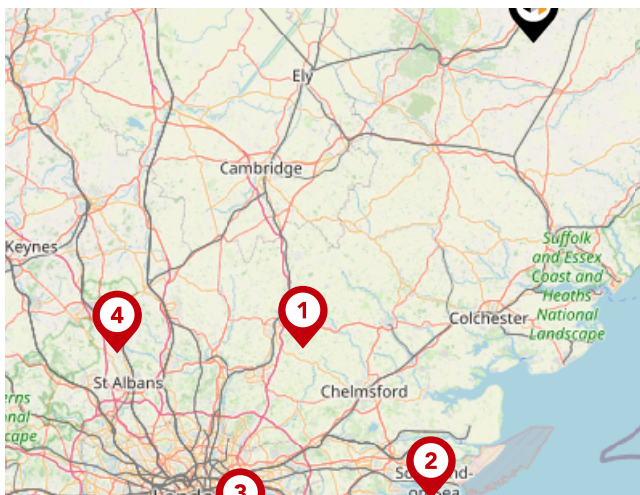 Ely
Cambridge
Keynes
Suffolk
and Essex
Coast and
Heaths
National
Landscape
1
4
Colchester
St Albans
Chelmsford
2
3